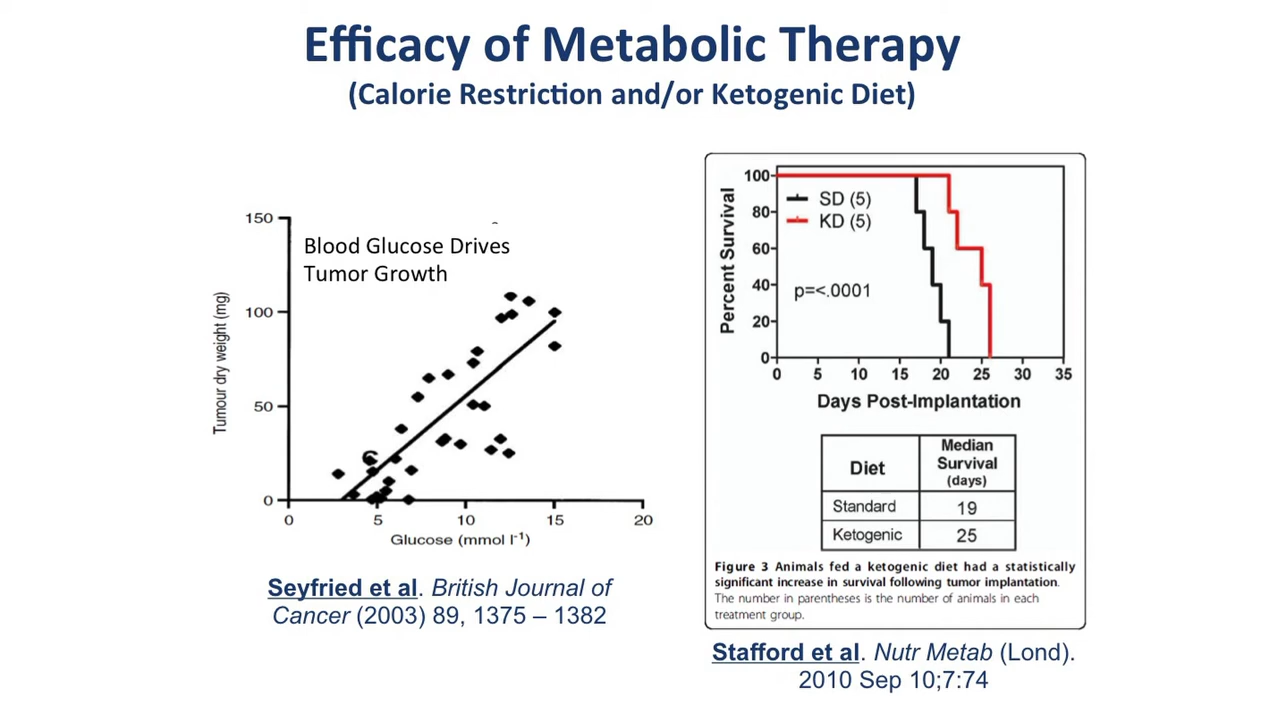 Efficacy of Metabolic Therapy
(Calorie Restriction and/or Ketogenic Diet)
Blood Glucose Drives
Tumor Growth
Tumour dry weight (mg)
150
100
50
0
0
5
10
15
20
Glucose (mmol l⁻¹)
Seyfried et al. British Journal of
Cancer (2003) 89, 1375 – 1382
Percent Survival
100
80
60
40
20
0
SD (5)
KD (5)
p=<.0001
0
5
10
15
20
25
30
35
Days Post-Implantation
Diet
Median
Survival
(days)
Standard
19
Ketogenic
25
Figure 3 Animals fed a ketogenic diet had a statistically
significant increase in survival following tumor implantation.
The number in parentheses is the number of animals in each
treatment group.
Stafford et al. Nutr Metab (Lond).
2010 Sep 10;7:74